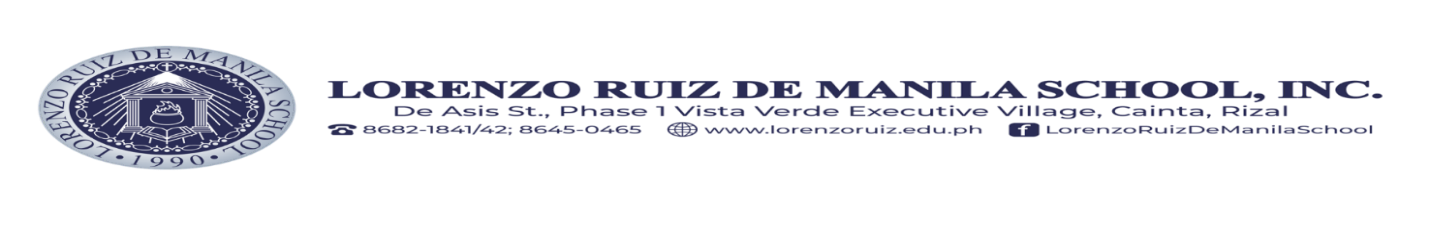 LORENZO RUIZ DE MANILA SCHOOL
• 1990 •
LORENZO RUIZ DE MANILA SCHOOL, INC.
De Asis St., Phase 1 Vista Verde Executive Village, Cainta, Rizal
8682-1841/42; 8645-0465 www.lorenzoruiz.edu.ph LorenzoRuizDeManilaSchool